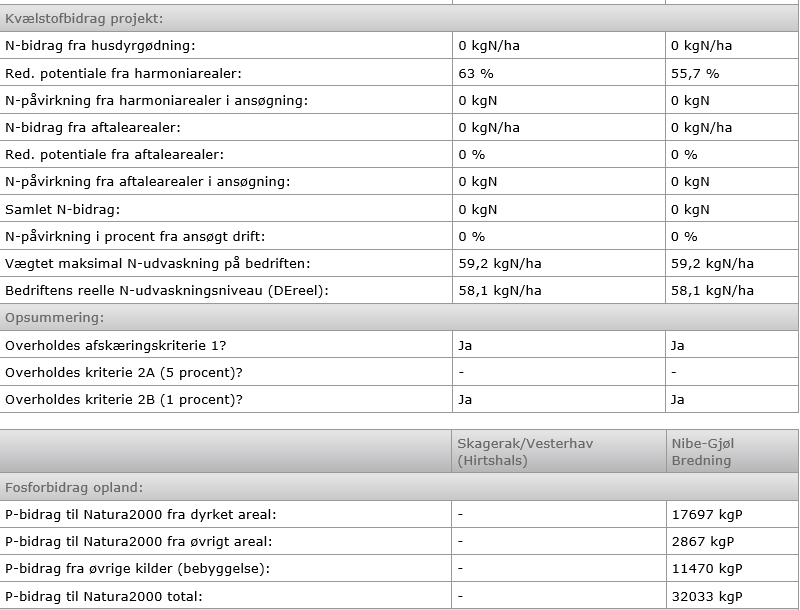 Kvælstofbidrag projekt:
N-bidrag fra husdyrgødning: 0 kgN/ha 0 kgN/ha
Red. potentiale fra harmoniarealer: 63 % 55,7 %
N-påvirkning fra harmoniarealer i ansøgning: 0 kgN 0 kgN
N-bidrag fra aftalearealer: 0 kgN/ha 0 kgN/ha
Red. potentiale fra aftalearealer: 0 % 0 %
N-påvirkning fra aftalearealer i ansøgning: 0 kgN 0 kgN
Samlet N-bidrag: 0 kgN 0 kgN
N-påvirkning i procent fra ansøgt drift: 0 % 0 %
Vægtet maksimal N-udvaskning på bedriften: 59,2 kgN/ha 59,2 kgN/ha
Bedriftens reelle N-udvaskningsniveau (DEreel): 58,1 kgN/ha 58,1 kgN/ha
Opsummering:
Overholdes afskæringskriterie 1? Ja Ja
Overholdes kriterie 2A (5 procent)? - -
Overholdes kriterie 2B (1 procent)? Ja Ja
Skagerak/Vesterhav Nibe-Gjøl
(Hirtshals) Bredning
Fosforbidrag opland:
P-bidrag til Natura2000 fra dyrket areal: - 17697 kgP
P-bidrag til Natura2000 fra øvrigt areal: - 2867 kgP
P-bidrag fra øvrige kilder (bebyggelse): - 11470 kgP
P-bidrag til Natura2000 total: - 32033 kgP